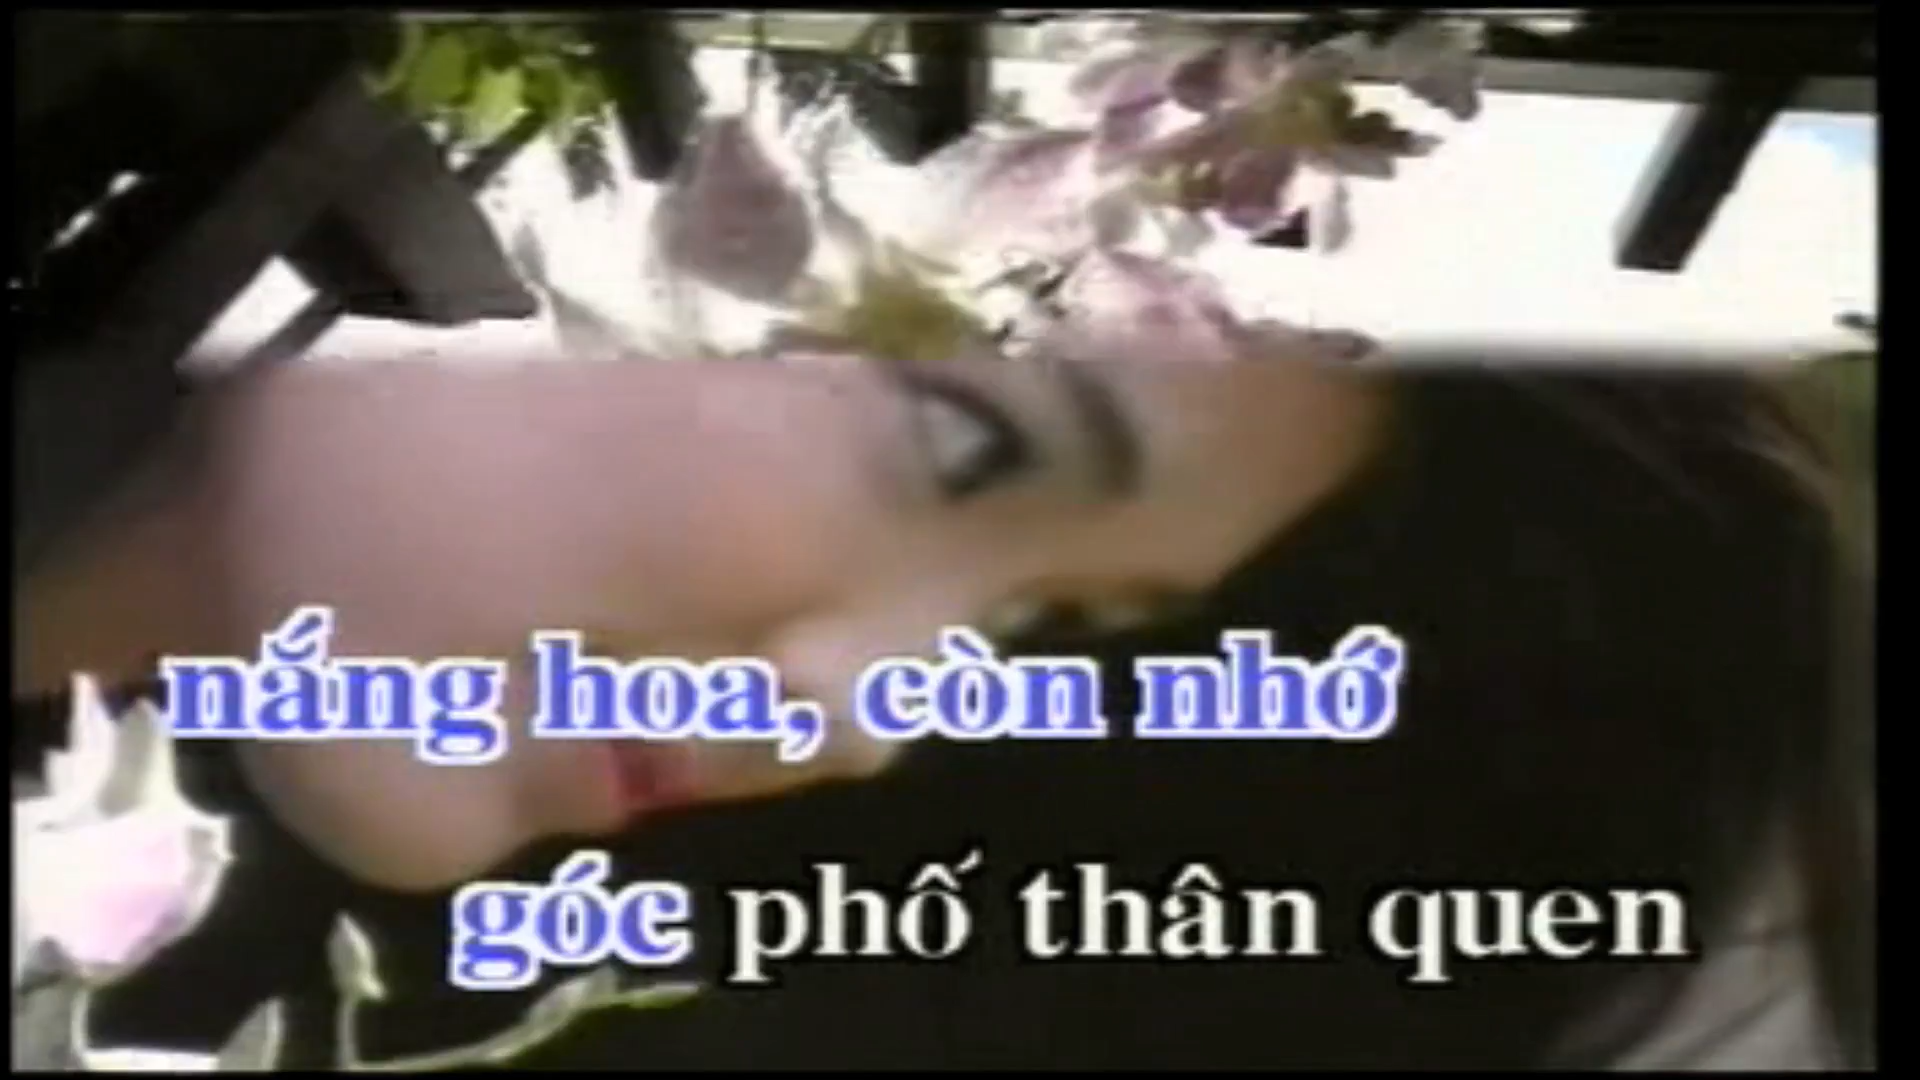 nắng hoa, còn nhớ
góc phố thân quen